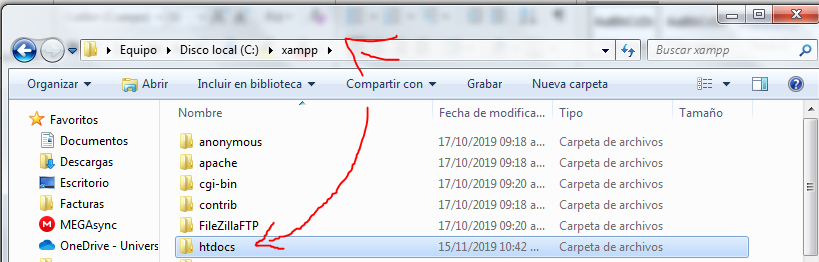 Equipo Disco local (C:) xampp Buscar xampp
Organizar Abrir Incluir en biblioteca Compartir con Grabar Nueva carpeta
Nombre Fecha de modifica... Tipo Tamaño
Favoritos
Documentos
Descargas
Escritorio
Facturas
MEGAsync
OneDrive - Univers
anonymous 17/10/2019 09:18 a... Carpeta de archivos
apache 17/10/2019 09:18 a... Carpeta de archivos
cgi-bin 17/10/2019 09:20 a... Carpeta de archivos
contrib 17/10/2019 09:18 a... Carpeta de archivos
FileZillaFTP 17/10/2019 09:20 a... Carpeta de archivos
htdocs 15/11/2019 10:42 ... Carpeta de archivos